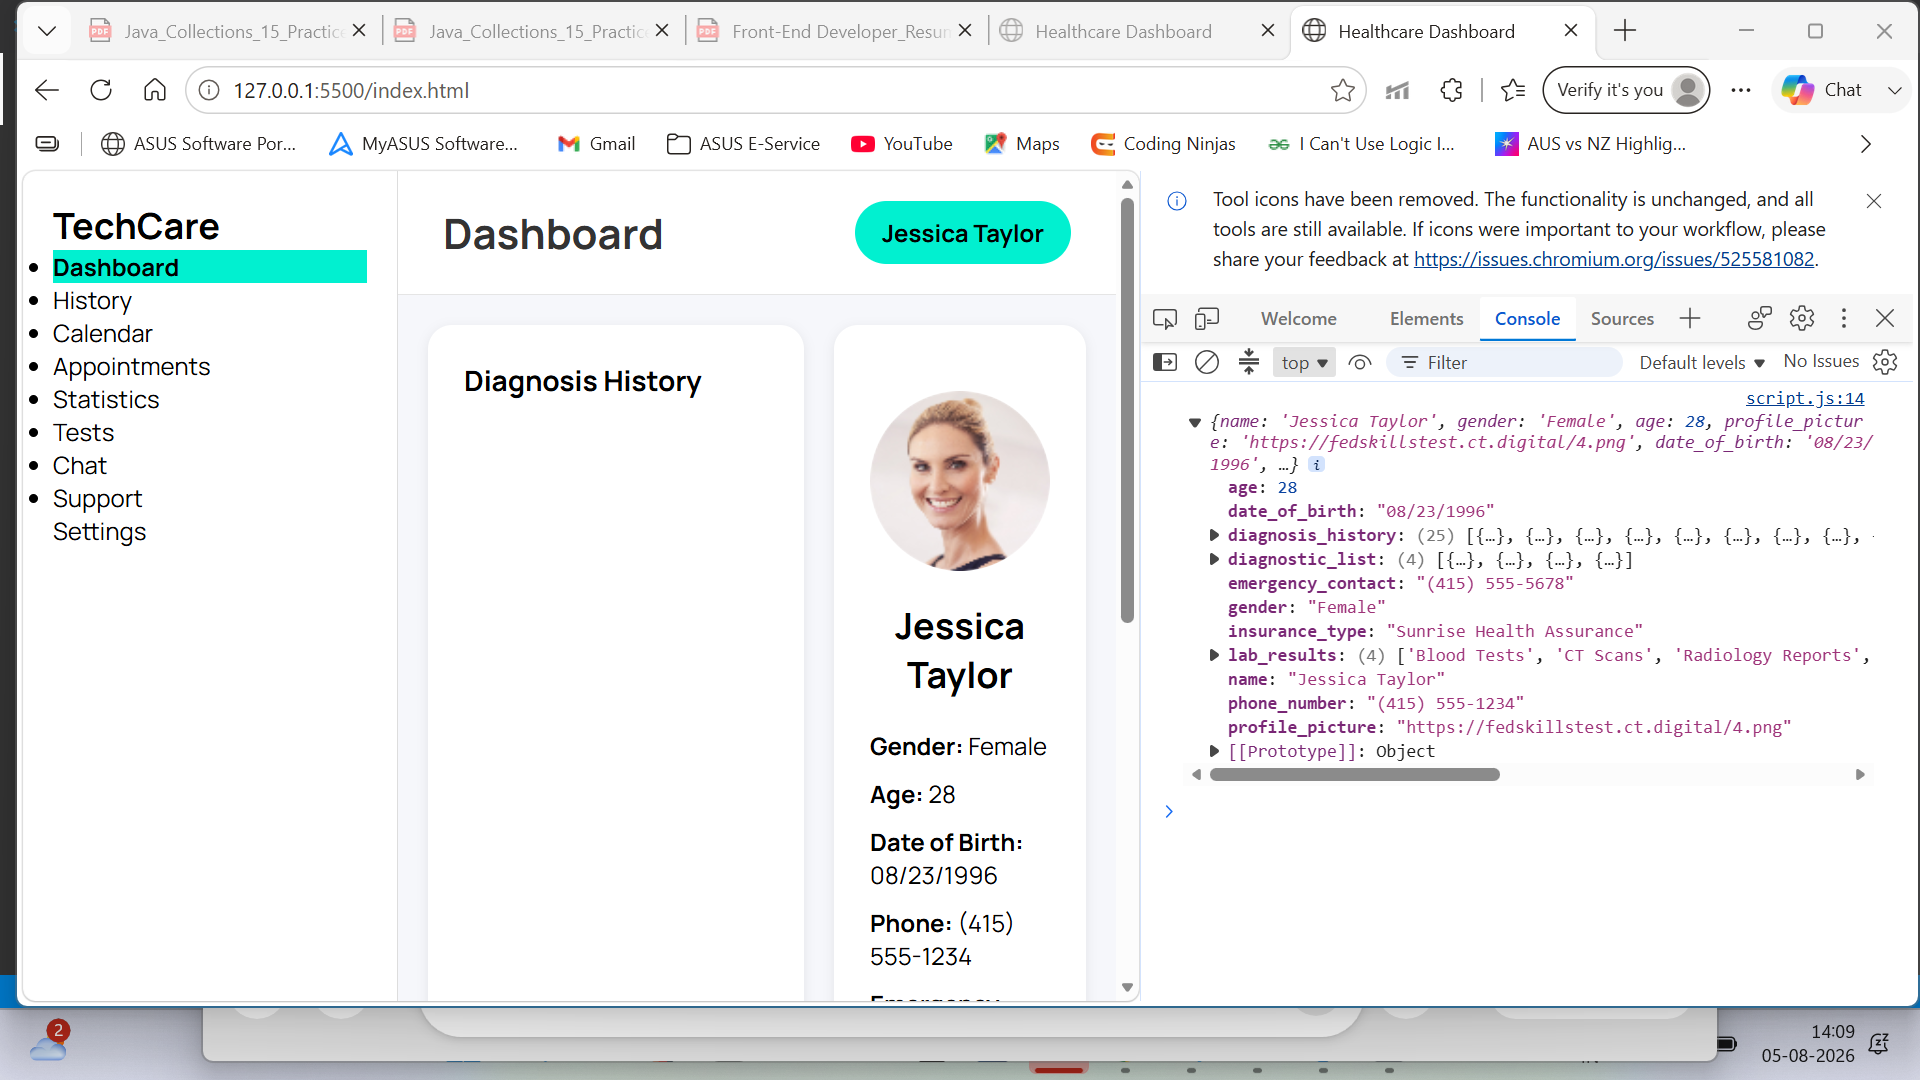 Java_Collections_15_Practice
Java_Collections_15_Practice
Front-End Developer_Resum
Healthcare Dashboard
Healthcare Dashboard
127.0.0.1:5500/index.html
Verify it's you
Chat
ASUS Software Por...
MyASUS Software...
Gmail
ASUS E-Service
YouTube
Maps
Coding Ninjas
I Can't Use Logic I...
AUS vs NZ Highlig...
TechCare
Dashboard
History
Calendar
Appointments
Statistics
Tests
Chat
Support
Settings
Dashboard
Jessica Taylor
Diagnosis History
Jessica
Taylor
Gender: Female
Age: 28
Date of Birth:
08/23/1996
Phone: (415)
555-1234
Emergency
Tool icons have been removed. The functionality is unchanged, and all
tools are still available. If icons were important to your workflow, please
share your feedback at https://issues.chromium.org/issues/525581082.
Welcome
Elements
Console
Sources
top
Filter
Default levels
No Issues
script.js:14
{name: 'Jessica Taylor', gender: 'Female', age: 28, profile_pictur
e: 'https://fedskillstest.ct.digital/4.png', date_of_birth: '08/23/
1996', …}
age: 28
date_of_birth: "08/23/1996"
diagnosis_history: (25) [{…}, {…}, {…}, {…}, {…}, {…}, {…}, {…},
diagnostic_list: (4) [{…}, {…}, {…}, {…}]
emergency_contact: "(415) 555-5678"
gender: "Female"
insurance_type: "Sunrise Health Assurance"
lab_results: (4) ['Blood Tests', 'CT Scans', 'Radiology Reports',
name: "Jessica Taylor"
phone_number: "(415) 555-1234"
profile_picture: "https://fedskillstest.ct.digital/4.png"
[[Prototype]]: Object
2
14:09
05-08-2026